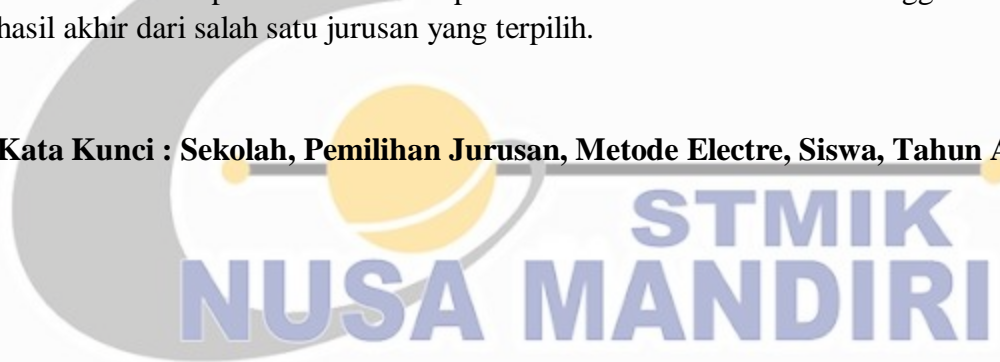 hasil akhir dari salah satu jurusan yang terpilih.
Kata Kunci : Sekolah, Pemilihan Jurusan, Metode Electre, Siswa, Tahun
STMIK
NUSA MANDIRI